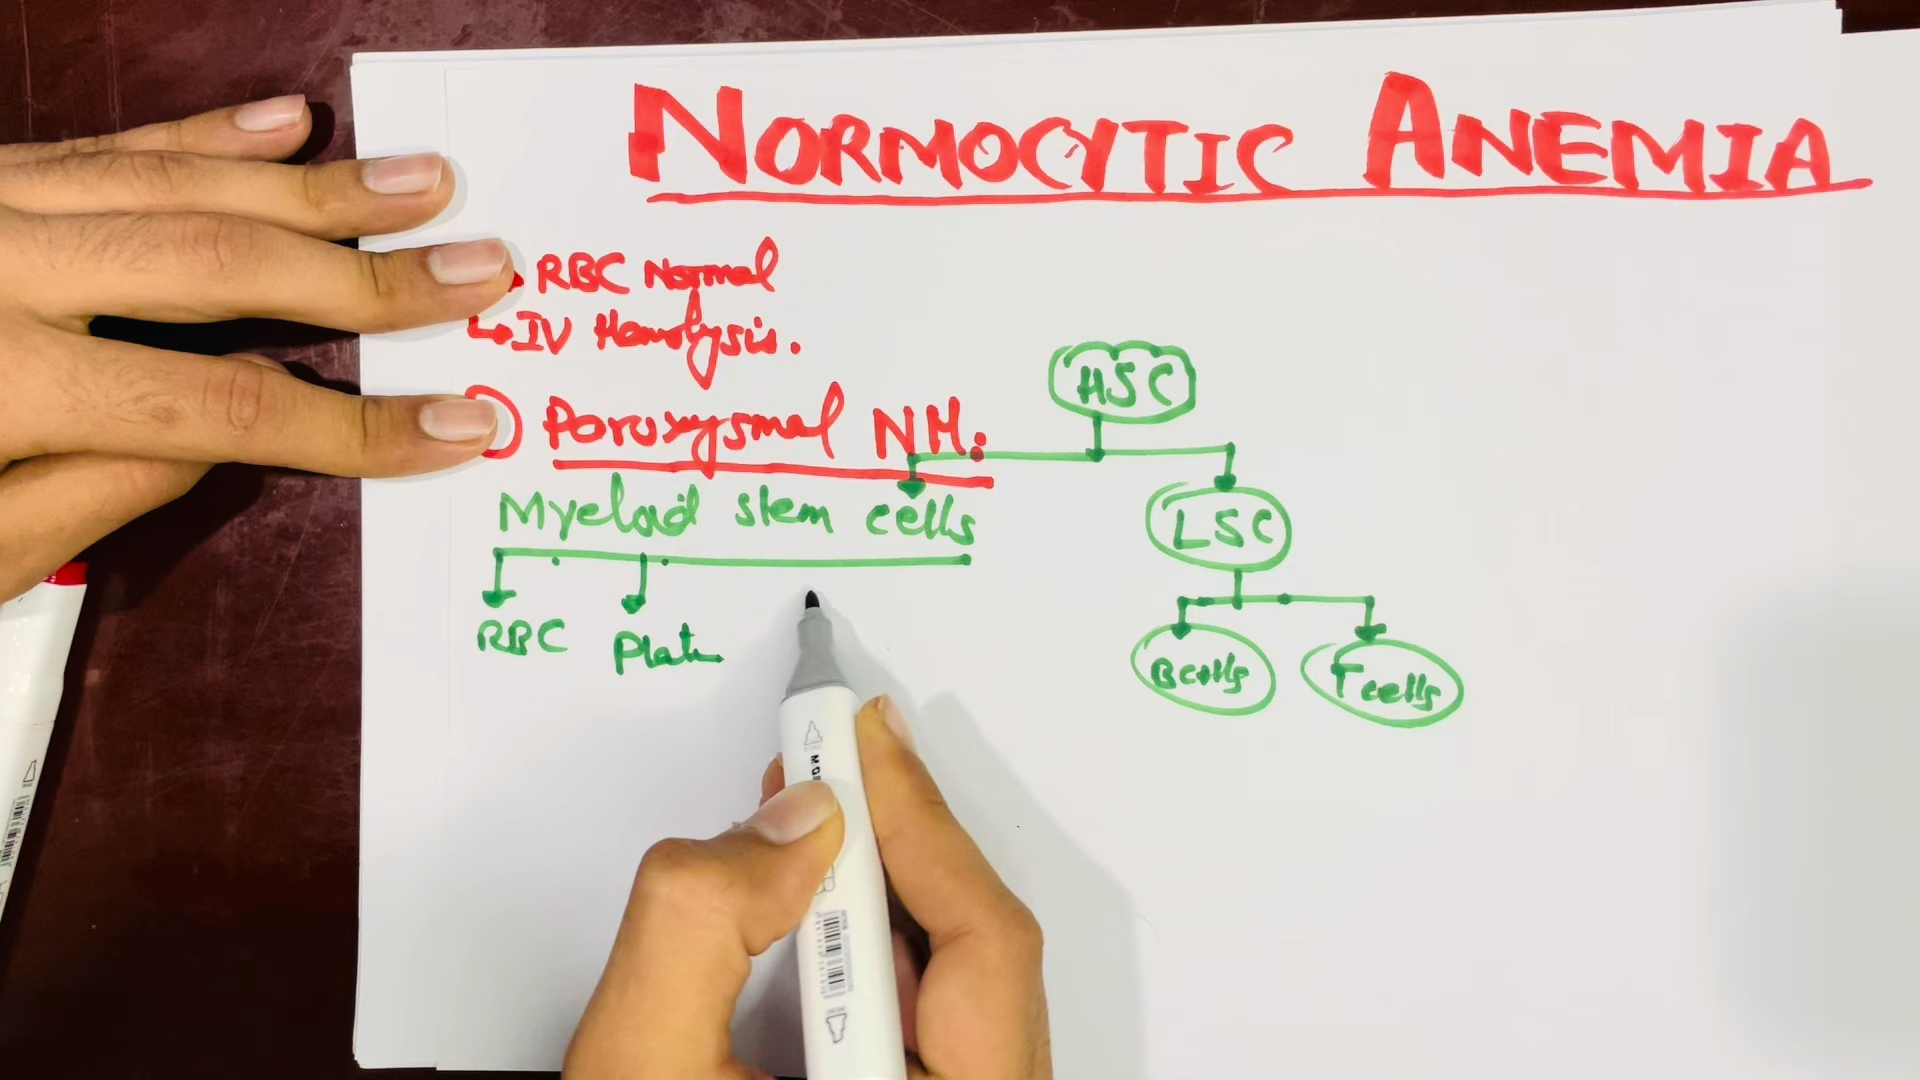 NORMOCYTIC ANEMIA
RBC Normal
IV Hemolysis.
Paroxysmal NH.
HSC
Myeloid stem cells
LSC
RBC
Plate
B cells
T cells